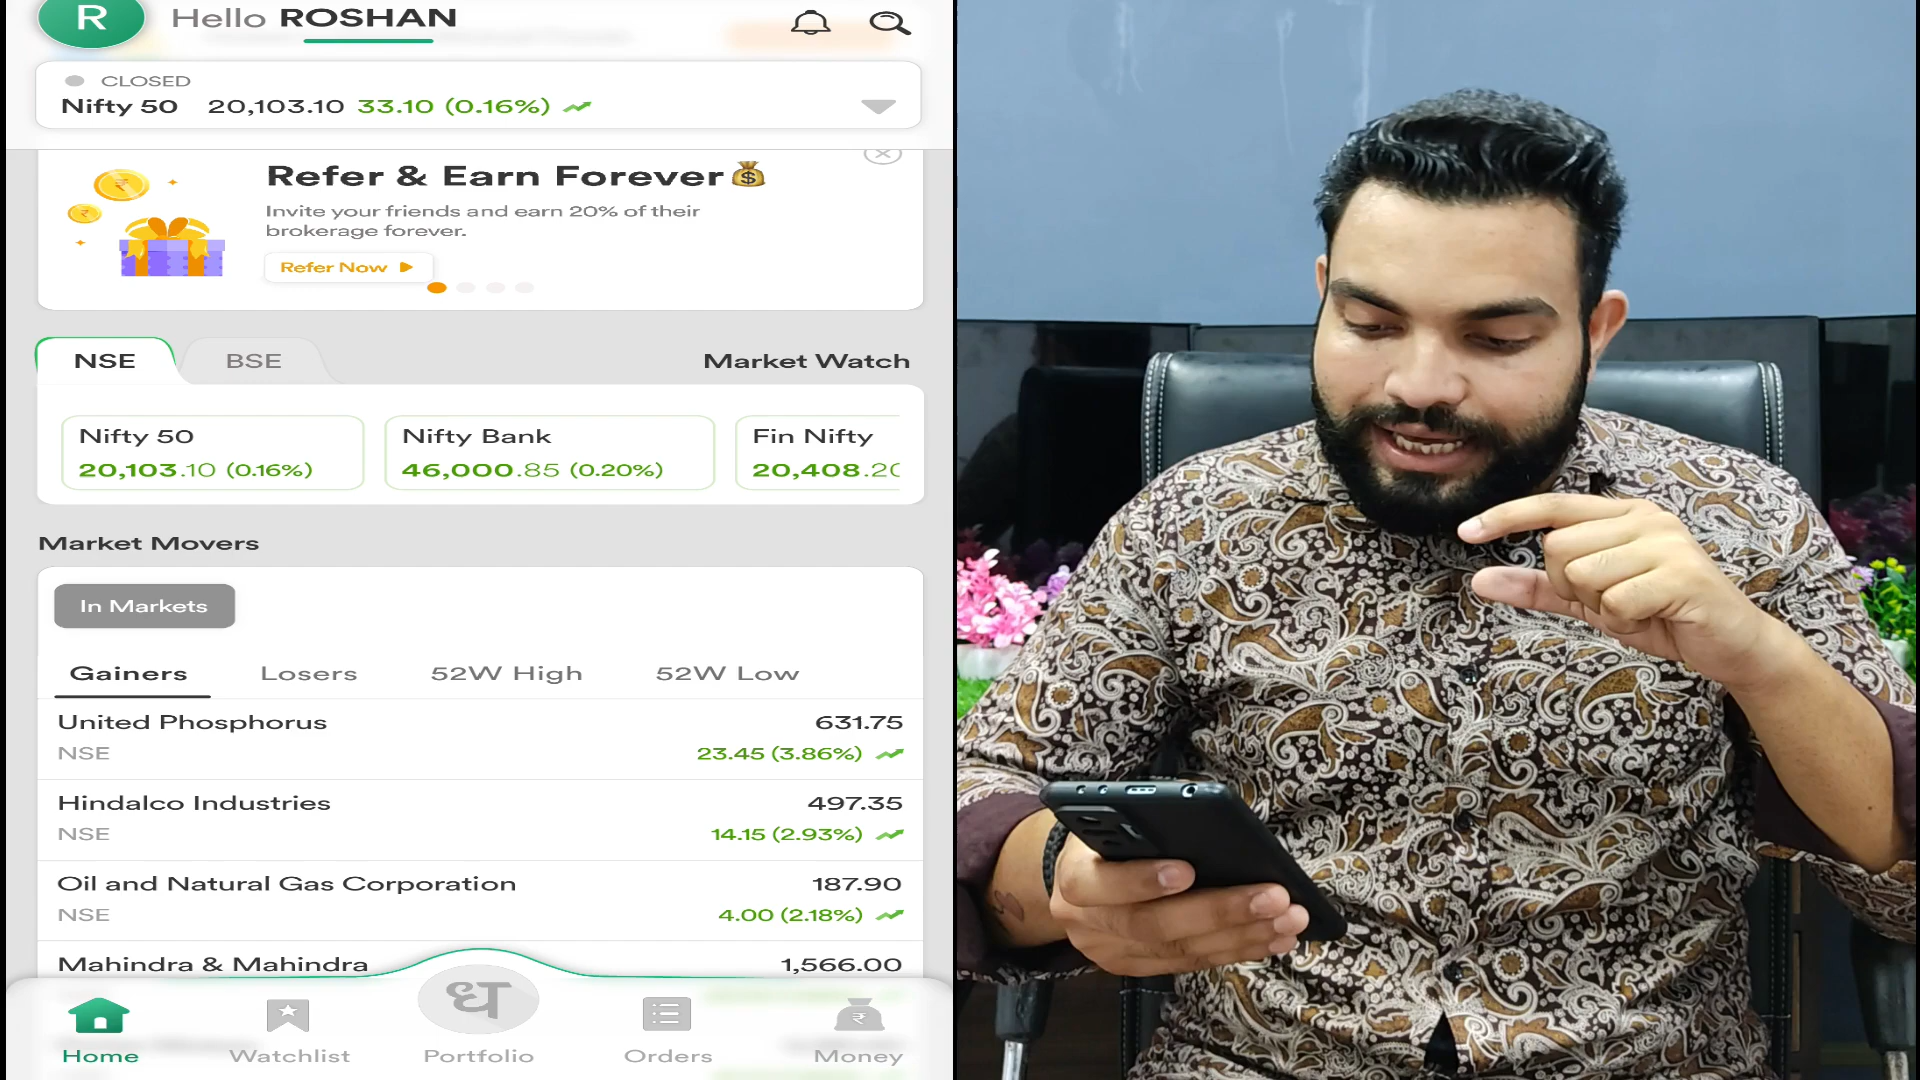 R
Hello ROSHAN
CLOSED
Nifty 50 20,103.10 33.10 (0.16%)
Refer & Earn Forever
Invite your friends and earn 20% of their
brokerage forever.
Refer Now
NSE BSE Market Watch
Nifty 50 Nifty Bank Fin Nifty
20,103.10 (0.16%) 46,000.85 (0.20%) 20,408.20
Market Movers
In Markets
Gainers Losers 52W High 52W Low
United Phosphorus 631.75
NSE 23.45 (3.86%)
Hindalco Industries 497.35
NSE 14.15 (2.93%)
Oil and Natural Gas Corporation 187.90
NSE 4.00 (2.18%)
Mahindra & Mahindra 1,566.00
ध
Home Watchlist Portfolio Orders Money